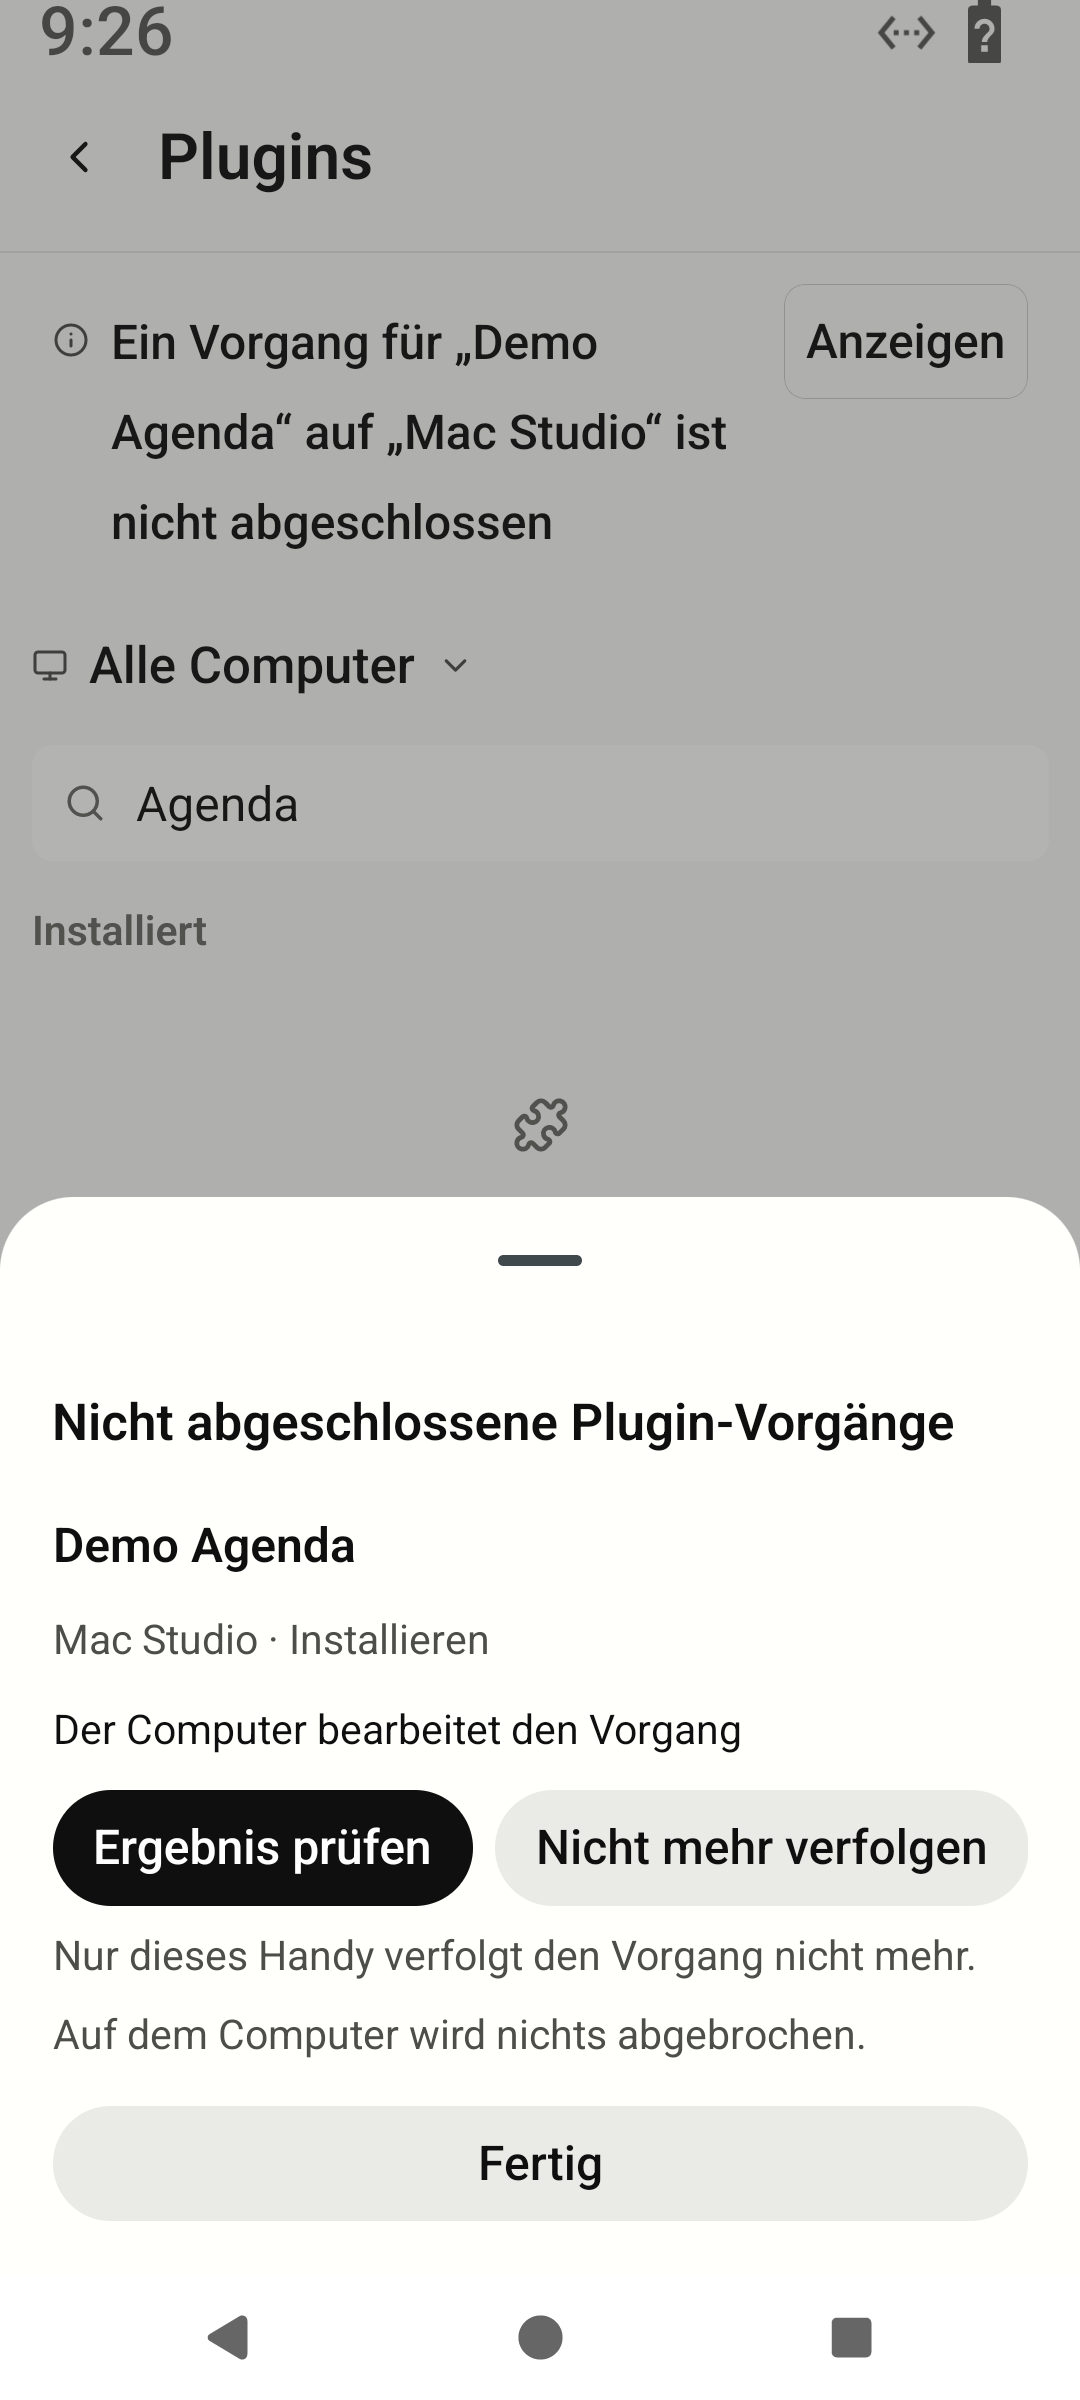 9:26
Plugins
Ein Vorgang für „Demo
Agenda“ auf „Mac Studio“ ist
nicht abgeschlossen
Anzeigen
Alle Computer
Agenda
Installiert
Nicht abgeschlossene Plugin-Vorgänge
Demo Agenda
Mac Studio · Installieren
Der Computer bearbeitet den Vorgang
Ergebnis prüfen
Nicht mehr verfolgen
Nur dieses Handy verfolgt den Vorgang nicht mehr.
Auf dem Computer wird nichts abgebrochen.
Fertig